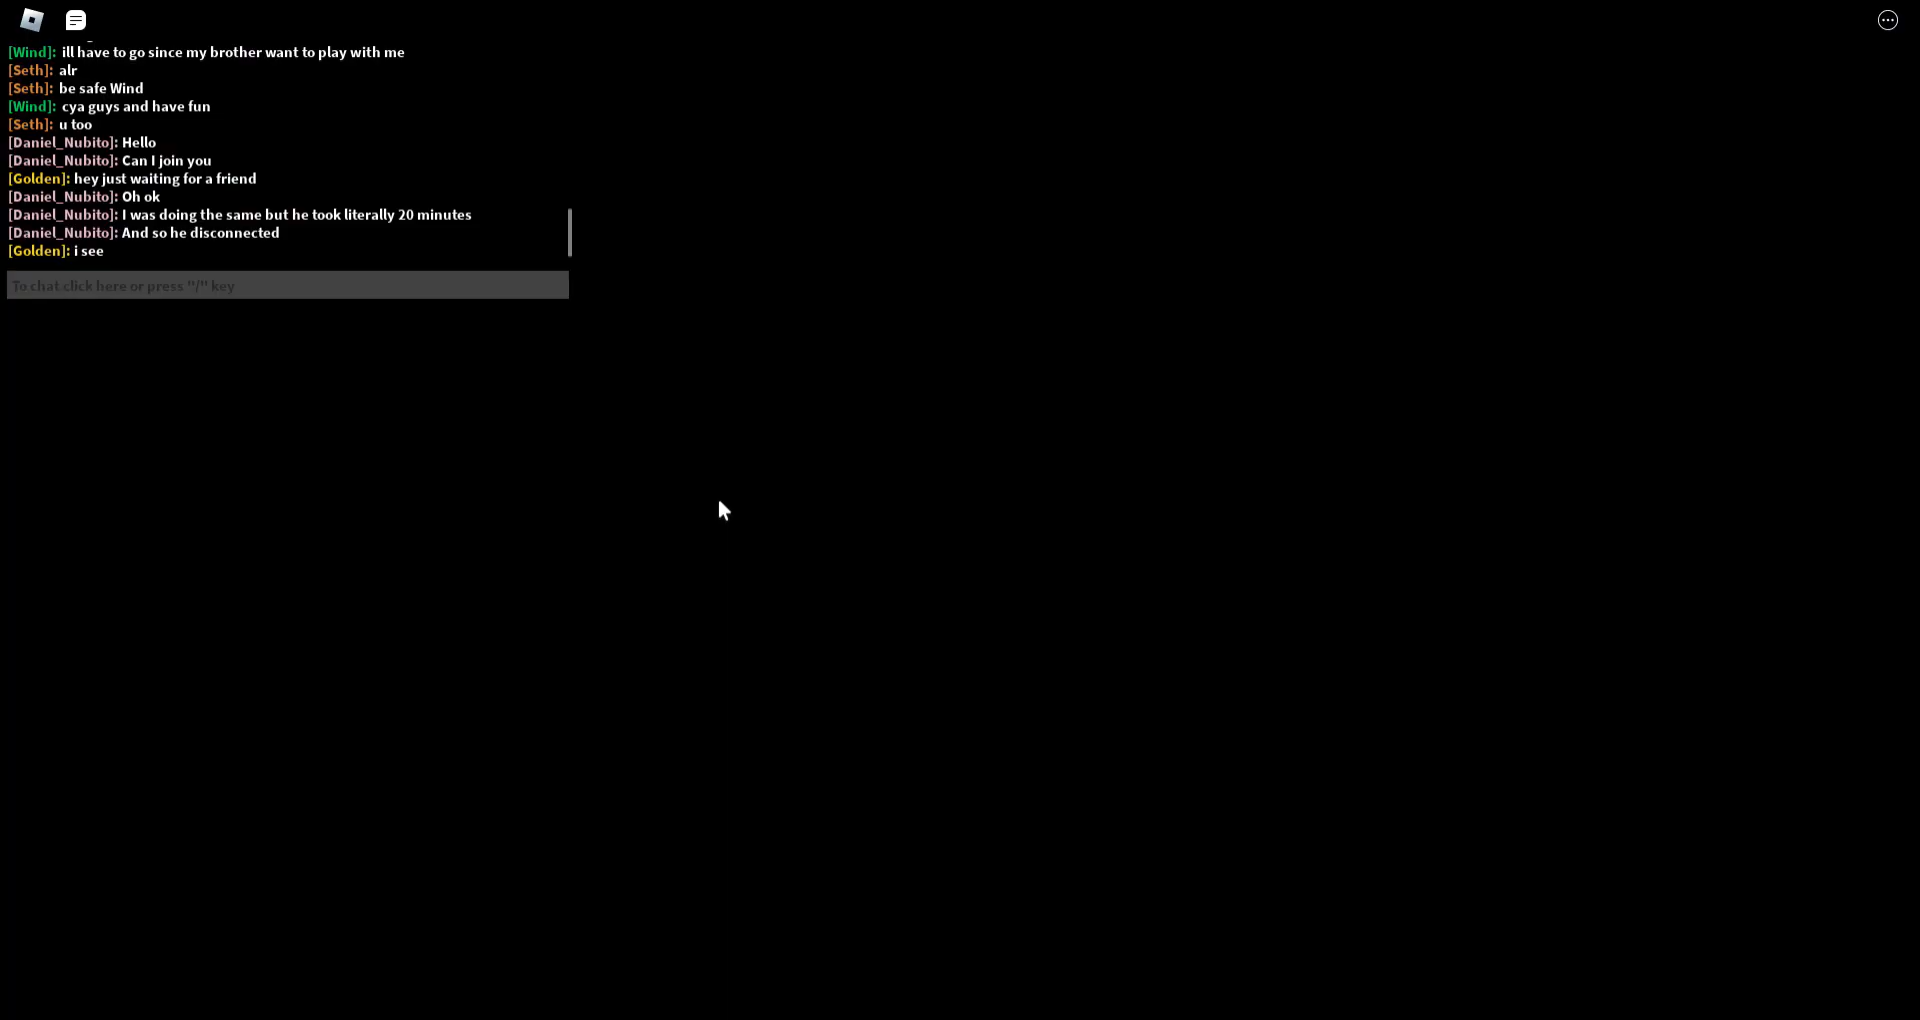 [Wind]: ill have to go since my brother want to play with me
[Seth]: alr
[Seth]: be safe Wind
[Wind]: cya guys and have fun
[Seth]: u too
[Daniel_Nubito]: Hello
[Daniel_Nubito]: Can I join you
[Golden]: hey just waiting for a friend
[Daniel_Nubito]: Oh ok
[Daniel_Nubito]: I was doing the same but he took literally 20 minutes
[Daniel_Nubito]: And so he disconnected
[Golden]: i see
To chat click here or press "/" key